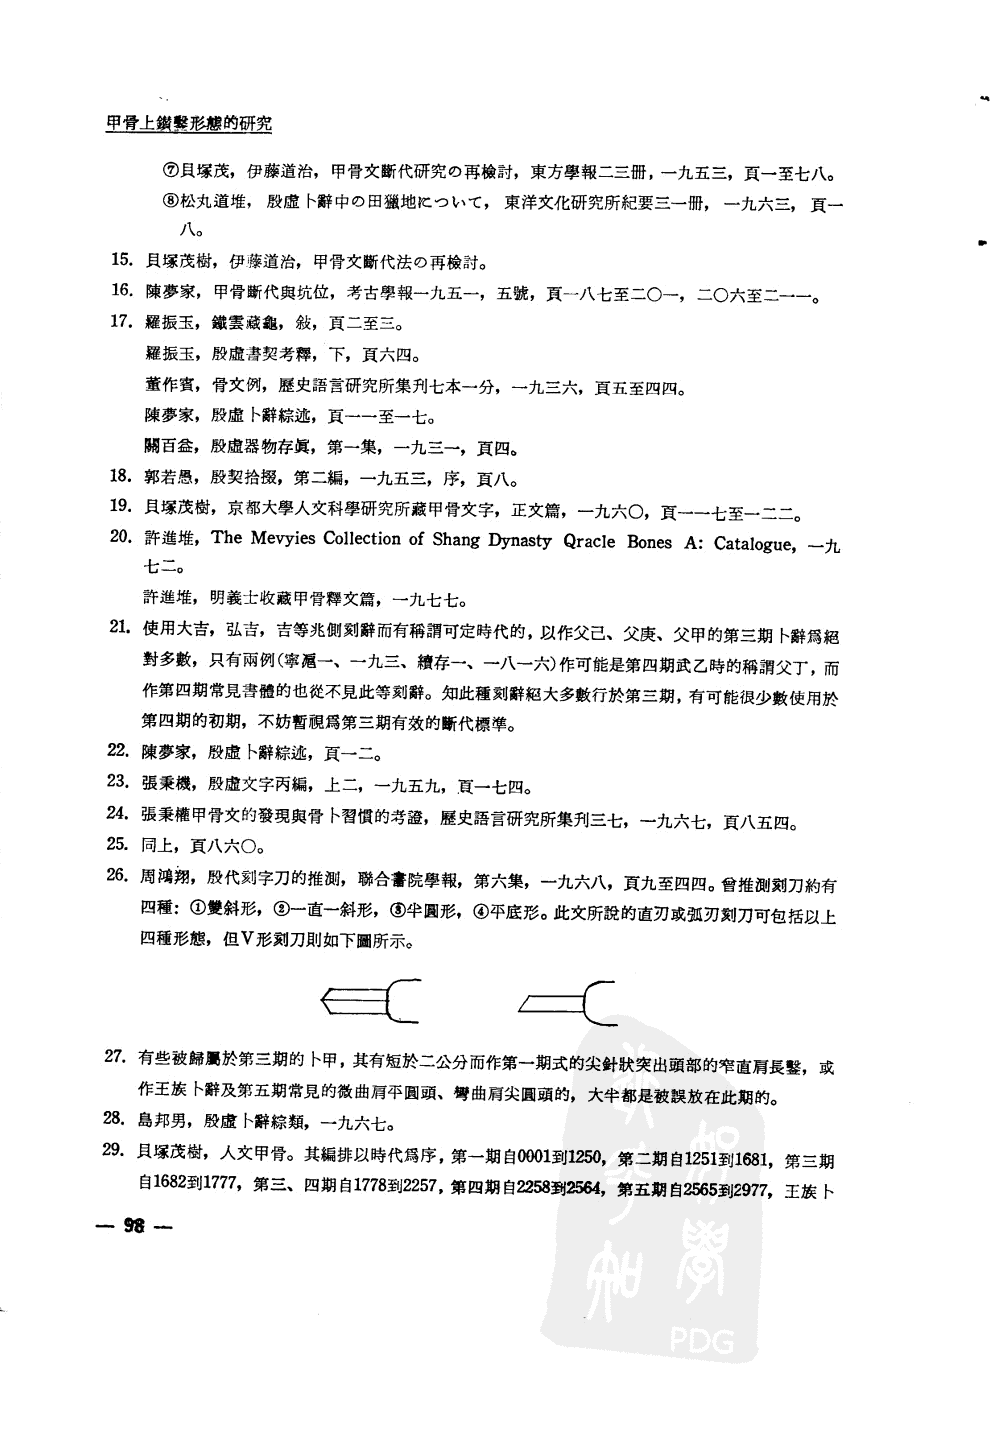 甲骨上鑽鑿形態的硏究
⑦貝塚茂，伊藤道治，甲骨文斷代硏究の再檢討，東方學報二三冊，一九五三，頁一至七八。
⑧松丸道堆， 殷虛卜辭中の田獵地について， 東洋文化硏究所紀要三一冊， 一九六三， 頁一
八。
15. 貝塚茂樹，伊藤道治，甲骨文斷代法の再檢討。
16. 陳夢家，甲骨斷代與坑位，考古學報一九五一，五號，頁一八七至二〇一，二〇六至二一一。
17. 羅振玉，鐵雲藏龜，敍，頁二至三。
羅振玉，殷虛書契考釋，下，頁六四。
董作賓，骨文例，歷史語言硏究所集刋七本一分，一九三六，頁五至四四。
陳夢家，殷虛卜辭綜述，頁一一至一七。
關百益，殷虛器物存眞，第一集，一九三一，頁四。
18. 郭若愚，殷契拾掇，第二編，一九五三，序，頁八。
19. 貝塚茂樹，京都大學人文科學硏究所藏甲骨文字，正文篇，一九六〇，頁一一七至一二二。
20. 許進堆，The Mevyies Collection of Shang Dynasty Qracle Bones A: Catalogue，一九
七二。
許進堆，明義士收藏甲骨釋文篇，一九七七。
21. 使用大吉，弘吉，吉等兆側刻辭而有稱謂可定時代的，以作父己、父庚、父甲的第三期卜辭爲絕
對多數，只有兩例(寧滬一、一九三、續存一、一八一六)作可能是第四期武乙時的稱謂父丁，而
作第四期常見書體的也從不見此等刻辭。知此種刻辭絕大多數行於第三期，有可能很少數使用於
第四期的初期，不妨暫視爲第三期有效的斷代標準。
22. 陳夢家，殷虛卜辭綜述，頁一二。
23. 張秉機，殷虛文字丙編，上二，一九五九，頁一七四。
24. 張秉權甲骨文的發現與骨卜習慣的考證，歷史語言硏究所集刋三七，一九六七，頁八五四。
25. 同上，頁八六〇。
26. 周鴻翔，殷代刻字刀的推測，聯合書院學報，第六集，一九六八，頁九至四四。曾推測刻刀約有
四種：①雙斜形，②一直一斜形，③半圓形，④平底形。此文所說的直刃或弧刃刻刀可包括以上
四種形態，但V形刻刀則如下圖所示。
27. 有些被歸屬於第三期的卜甲，其有短於二公分而作第一期式的尖針狀突出頭部的窄直肩長鑿，或
作王族卜辭及第五期常見的微曲肩平圓頭、彎曲肩尖圓頭的，大半都是被誤放在此期的。
28. 島邦男，殷虛卜辭綜類，一九六七。
29. 貝塚茂樹，人文甲骨。其編排以時代爲序，第一期自0001到1250，第二期自1251到1681，第三期
自1682到1777，第三、四期自1778到2257，第四期自2258到2564，第五期自2565到2977，王族卜
— 98 —
PDG